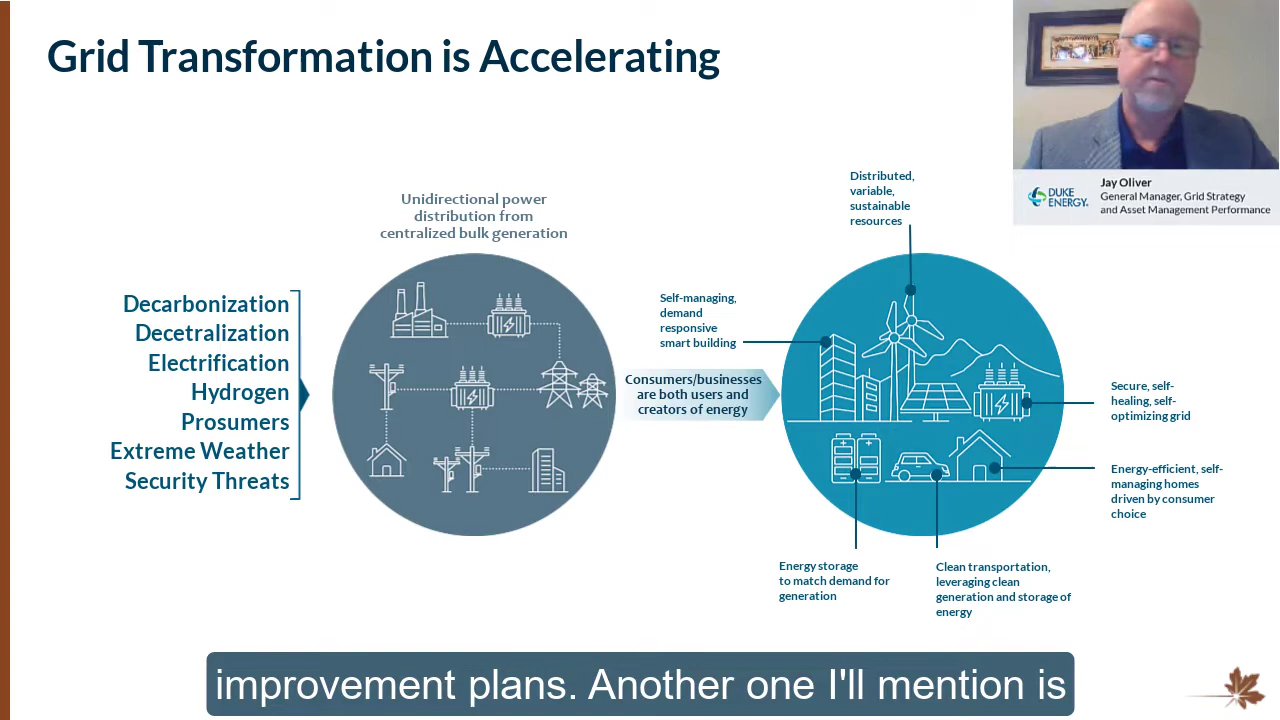 Grid Transformation is Accelerating
DUKE
ENERGY.
Jay Oliver
General Manager, Grid Strategy
and Asset Management Performance
Unidirectional power
distribution from
centralized bulk generation
Decarbonization
Decetralization
Electrification
Hydrogen
Prosumers
Extreme Weather
Security Threats
Consumers/businesses
are both users and
creators of energy
Distributed,
variable,
sustainable
resources
Self-managing,
demand
responsive
smart building
Secure, self-
healing, self-
optimizing grid
Energy-efficient, self-
managing homes
driven by consumer
choice
Energy storage
to match demand for
generation
Clean transportation,
leveraging clean
generation and storage of
energy
improvement plans. Another one I'll mention is